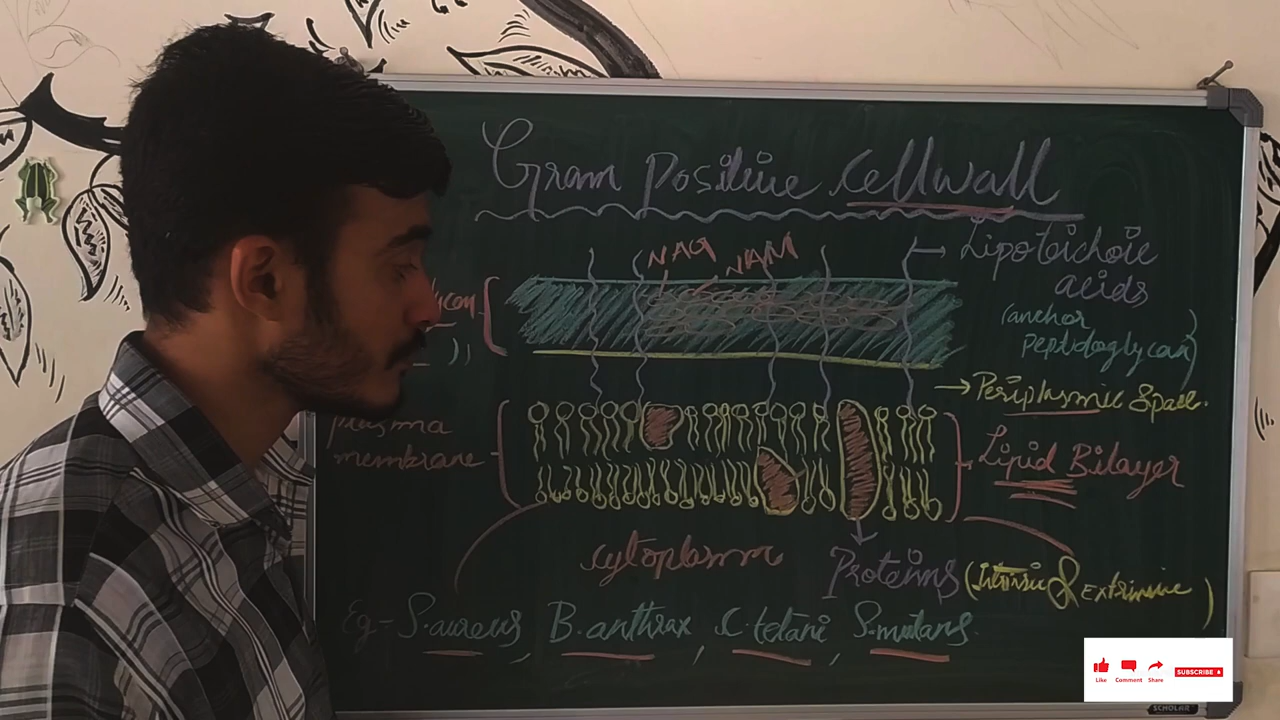 Gram Positive Cellwall
NAG NAM
Lipoteichoic
acids
(anchor
peptidoglycan)
Periplasmic Space.
plasma
membrane
Lipid Bilayer
cytoplasm
Proteins (Intrinsic & Extrinsic)
Eg- S.aureus, B.anthrax, C.tetani, S.mutans.
Like Comment Share SUBSCRIBE
SCHOLAR